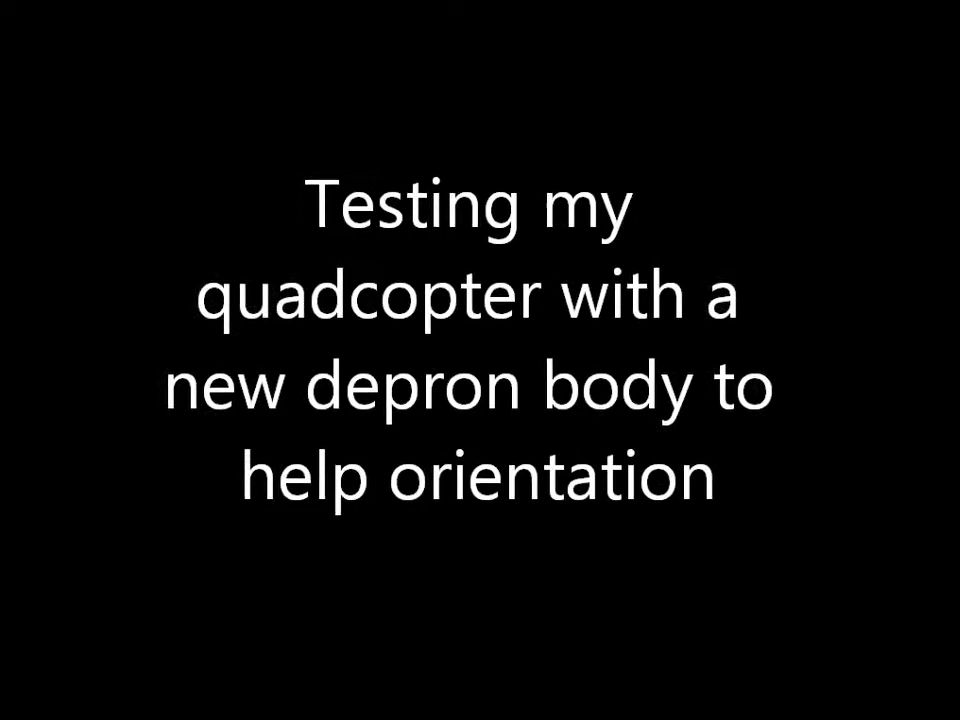 Testing my
quadcopter with a
new depron body to
help orientation